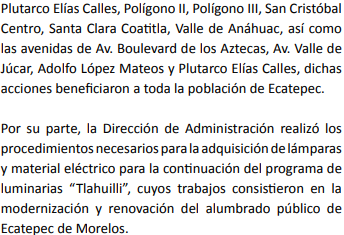 Plutarco Elías Calles, Polígono II, Polígono III, San Cristóbal
Centro, Santa Clara Coatitla, Valle de Anáhuac, así como
las avenidas de Av. Boulevard de los Aztecas, Av. Valle de
Júcar, Adolfo López Mateos y Plutarco Elías Calles, dichas
acciones beneficiaron a toda la población de Ecatepec.
Por su parte, la Dirección de Administración realizó los
procedimientos necesarios para la adquisición de lámparas
y material eléctrico para la continuación del programa de
luminarias “Tlahuilli”, cuyos trabajos consistieron en la
modernización y renovación del alumbrado público de
Ecatepec de Morelos.